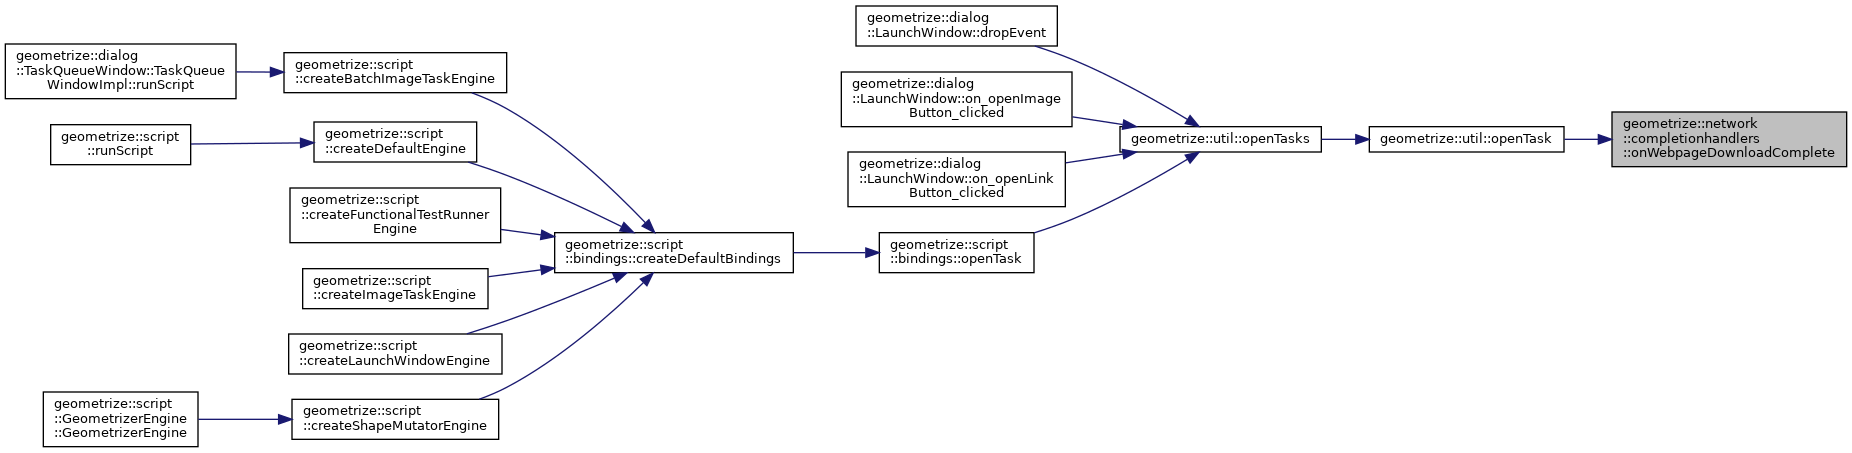 geometrize::dialog
::TaskQueueWindow::TaskQueue
WindowImpl::runScript
geometrize::script
::runScript
geometrize::script
::GeometrizerEngine
::GeometrizerEngine
geometrize::script
::createBatchImageTaskEngine
geometrize::script
::createDefaultEngine
geometrize::script
::createFunctionalTestRunner
Engine
geometrize::script
::createImageTaskEngine
geometrize::script
::createLaunchWindowEngine
geometrize::script
::createShapeMutatorEngine
geometrize::script
::bindings::createDefaultBindings
geometrize::dialog
::LaunchWindow::dropEvent
geometrize::dialog
::LaunchWindow::on_openImage
Button_clicked
geometrize::dialog
::LaunchWindow::on_openLink
Button_clicked
geometrize::script
::bindings::openTask
geometrize::util::openTasks
geometrize::util::openTask
geometrize::network
::completionhandlers
::onWebpageDownloadComplete